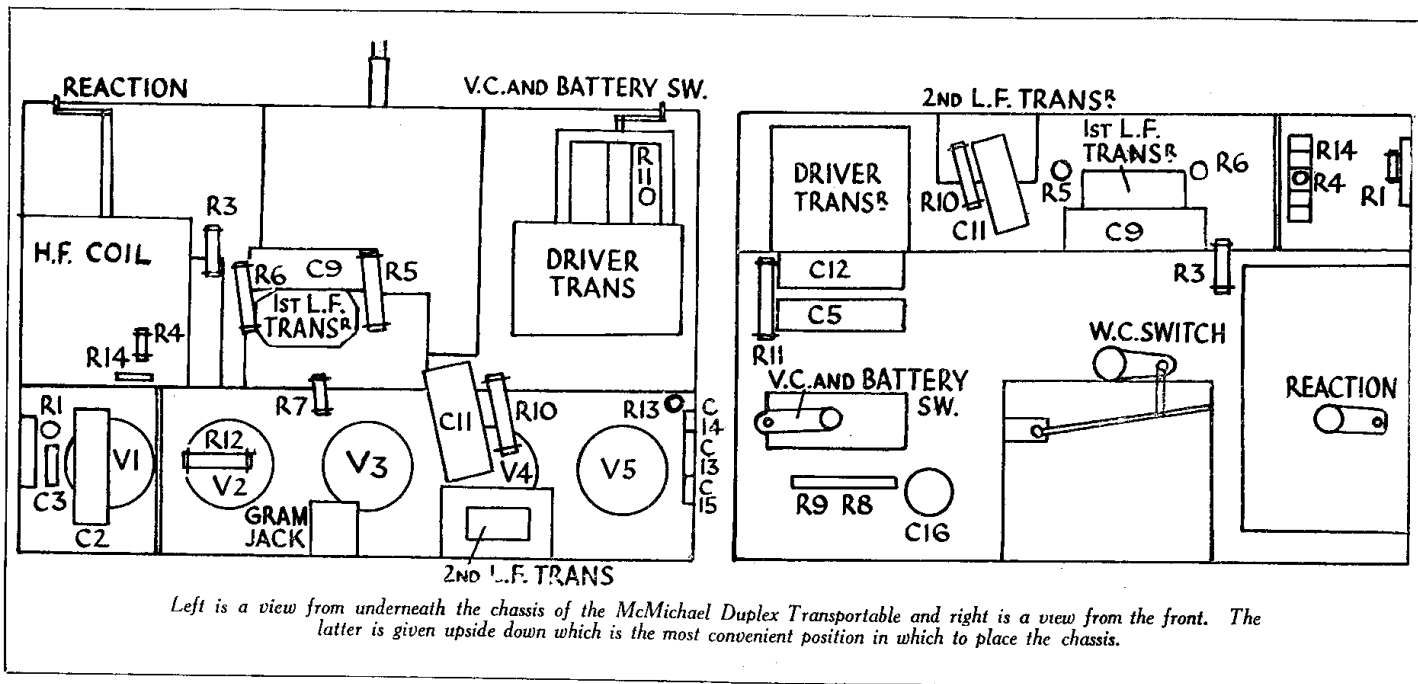 REACTION
V.C. AND BATTERY SW.
R
11
O
R3
H.F. COIL
R6
C9
R5
1ST L.F.
TRANSR
DRIVER
TRANS
R4
R14
R7
R1
C3
C2
V1
R12
V2
V3
GRAM
JACK
C11
R10
V4
2ND L.F. TRANS
V5
R13
C
14
C
13
C
15
2ND L.F. TRANSR
DRIVER
TRANSR
R10
C11
R5
1ST L.F.
TRANSR
R6
C9
R14
R4
R1
R3
C12
C5
R11
W.C. SWITCH
V.C. AND BATTERY
SW.
REACTION
R9 R8
C16
Left is a view from underneath the chassis of the McMichael Duplex Transportable and right is a view from the front. The
latter is given upside down which is the most convenient position in which to place the chassis.